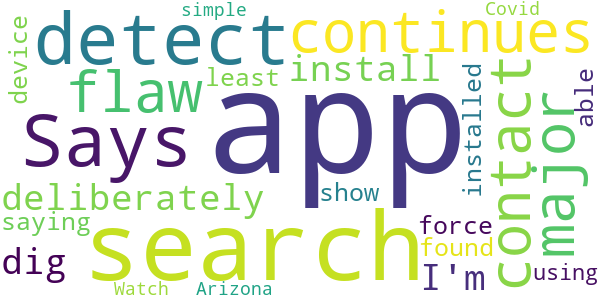 simple
Covid
detect
continues
device
flaw
least
install
app
contact
major
able
installed
Says
deliberately
show
saying
search
force
dig
found
I'm
using
Watch
Arizona